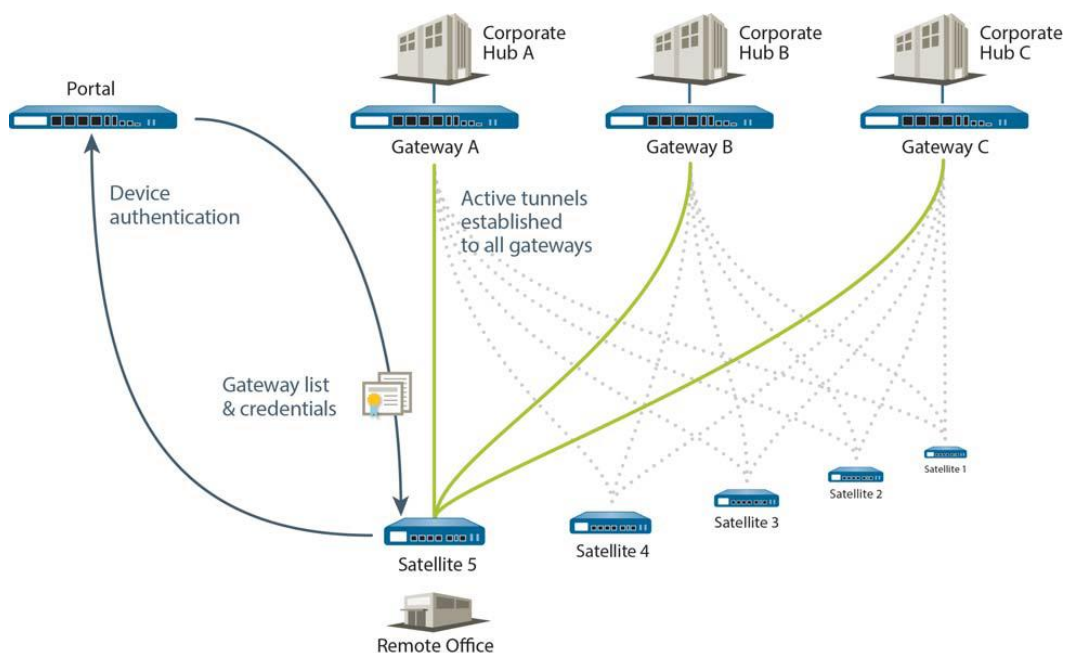 Corporate
Hub A
Corporate
Hub B
Corporate
Hub C
Portal
Gateway A
Gateway B
Gateway C
Device
authentication
Active tunnels
established
to all gateways
Gateway list
& credentials
Satellite 1
Satellite 2
Satellite 3
Satellite 4
Satellite 5
Remote Office